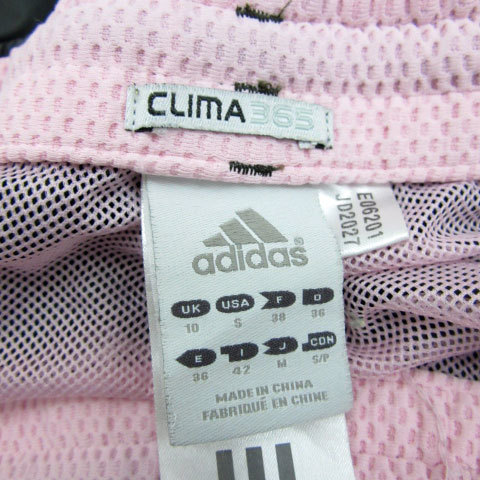 CLIMA365
adidas®
UK USA F D
10 S 38 36
E I J CDN
36 42 M S/P
MADE IN CHINA
FABRIQUÉ EN CHINE
E06201
JD2027